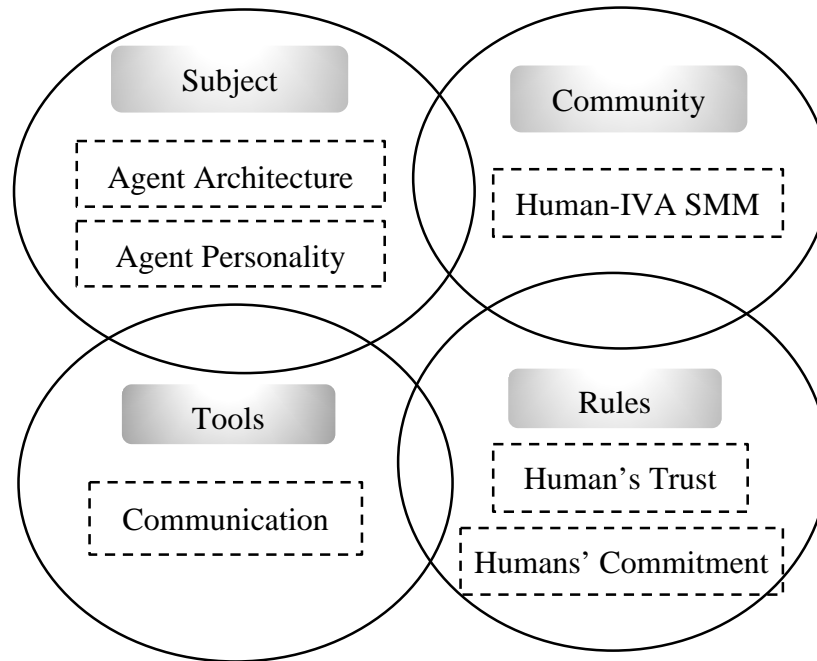 Subject
Agent Architecture
Agent Personality
Community
Human-IVA SMM
Tools
Communication
Rules
Human’s Trust
Humans’ Commitment